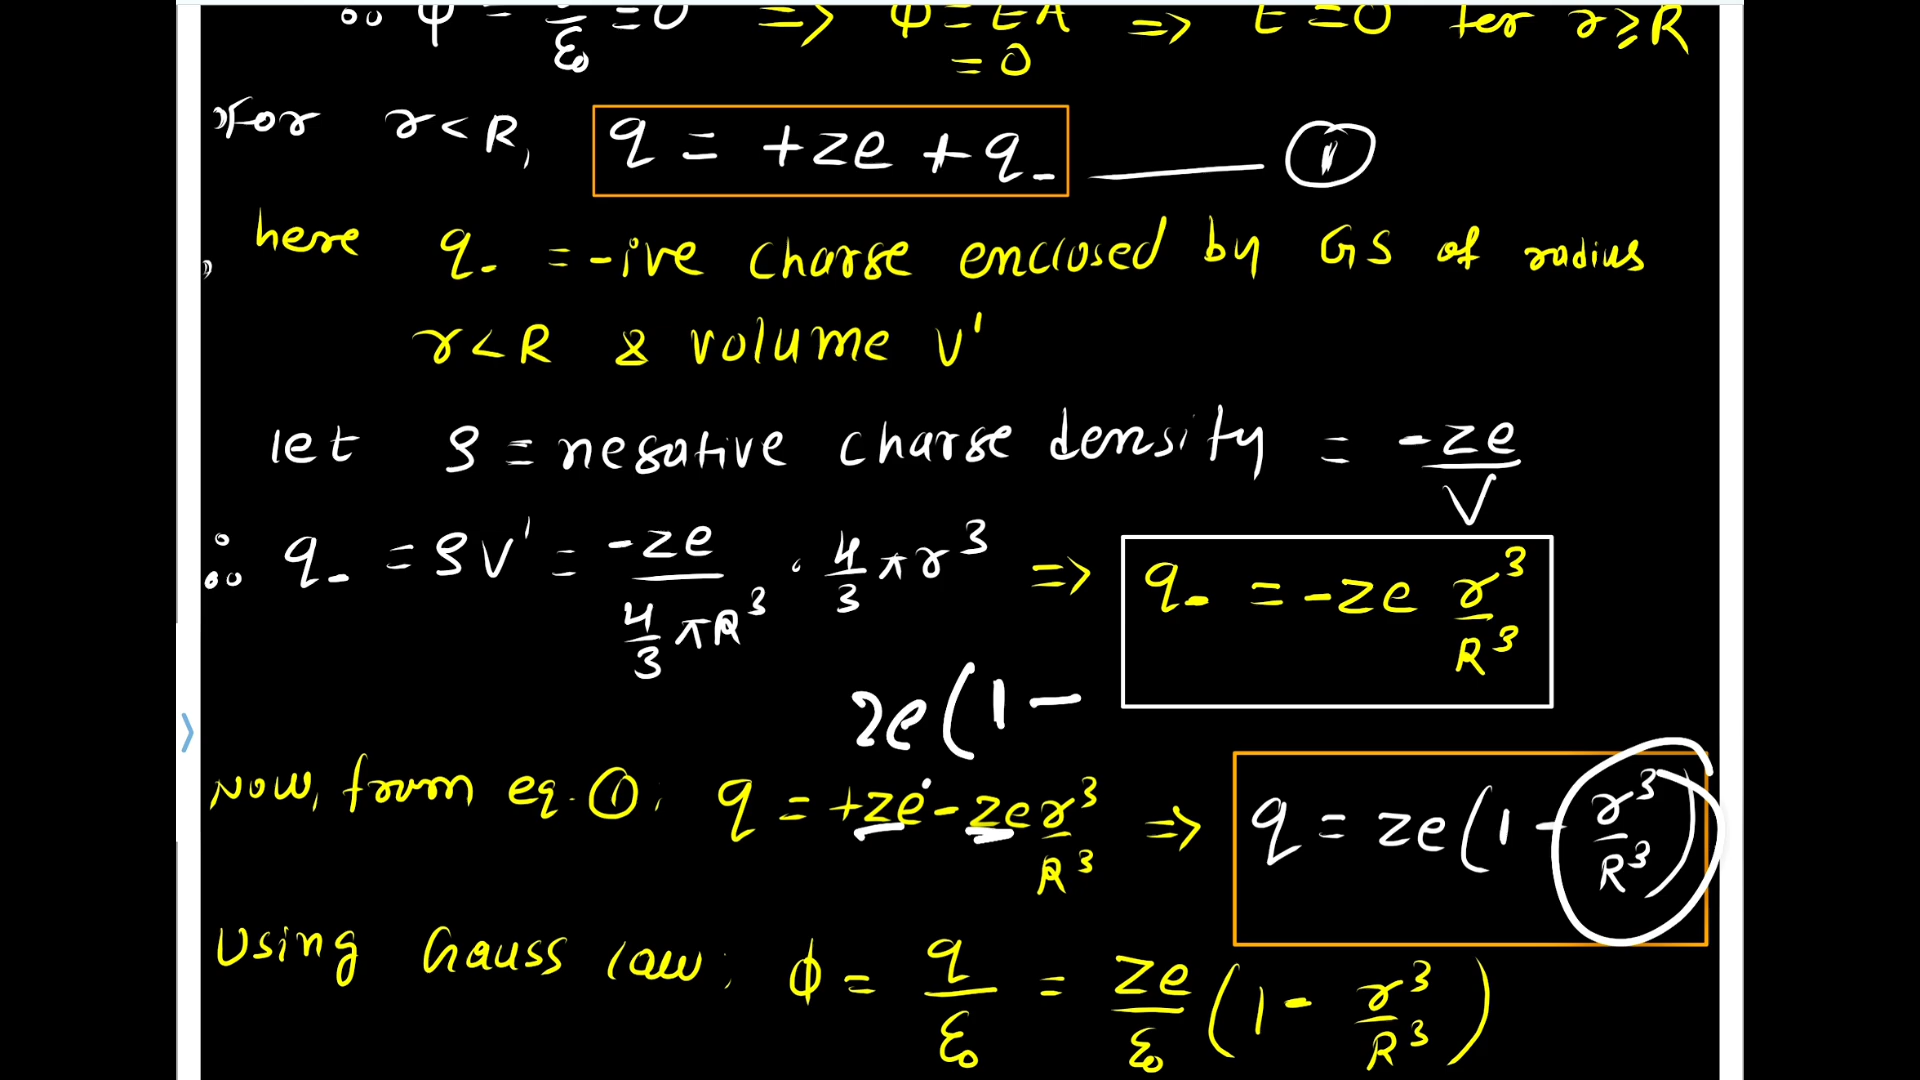 ∴ φ = /ε₀ = 0 => φ = EA = 0 => E = 0 for r ≥ R
For r < R, q = +ze + q₋ ——— ①
here q₋ = -ive charge enclosed by GS of radius
r < R & volume V'
let ρ = negative charge density = -ze/V
∴ q₋ = ρV' = -ze/(4/3 πR³) · 4/3 πr³ => q₋ = -ze r³/R³
ze(1 -
Now, from eq. ①, q = +ze - ze r³/R³ => q = ze(1 - r³/R³)
Using Gauss law, φ = q/ε₀ = ze/ε₀ (1 - r³/R³)